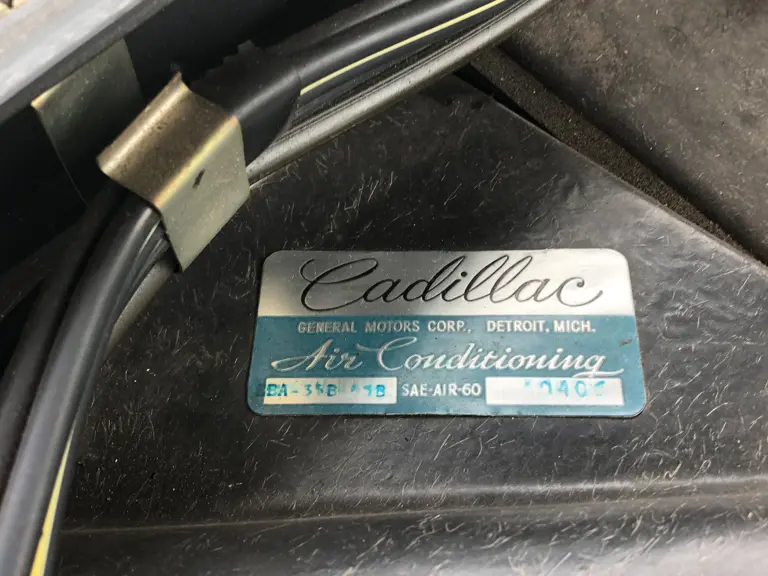 Cadillac
GENERAL MOTORS CORP., DETROIT, MICH.
Air Conditioning
SAE-AIR-60